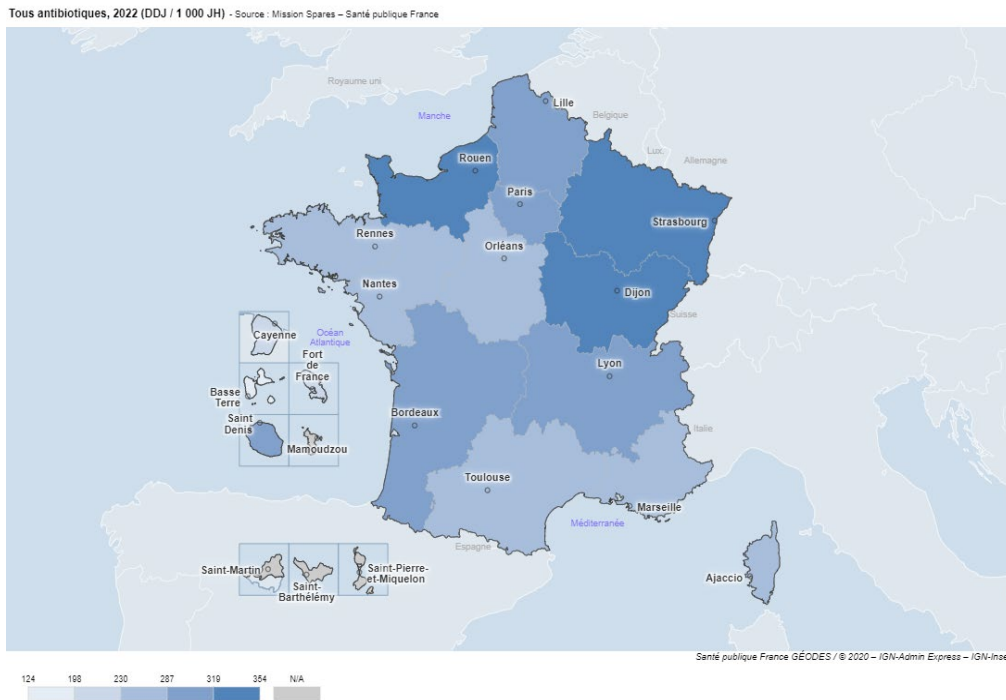 Tous antibiotiques, 2022 (DDJ / 1 000 JH) - Source : Mission Spares – Santé publique France
Lille
Royaume uni
Belgique
Manche
Lux.
Allemagne
Rouen
Paris
Strasbourg
Rennes
Orléans
Nantes
Dijon
Suisse
Cayenne
Océan
Atlantique
Fort
de
France
Lyon
Basse
Terre
Saint
Denis
Bordeaux
Italie
Mamoudzou
Toulouse
Marseille
Méditerranée
Espagne
Saint-Martin
Saint-
Barthélémy
Saint-Pierre-
et-Miquelon
Ajaccio
Santé publique France GÉODES / © 2020 – IGN-Admin Express – IGN-Inse
124 198 230 287 319 354 N/A